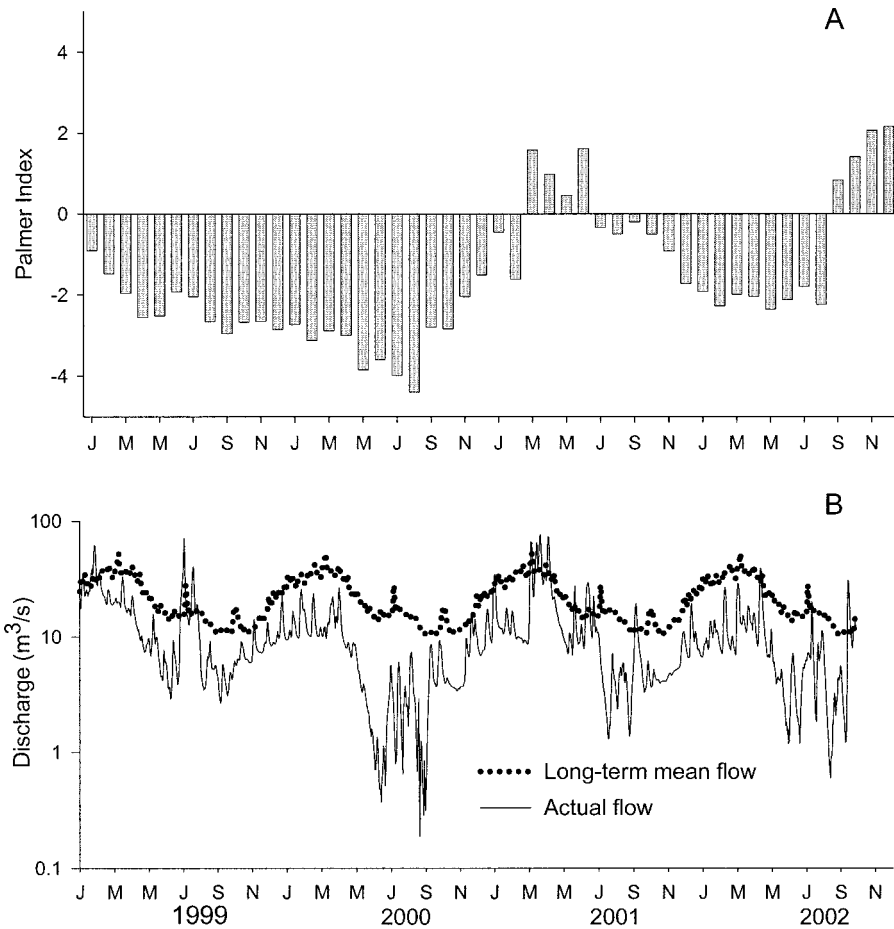 A
Palmer Index
4
2
0
-2
-4
J M M J S N J M M J S N J M M J S N J M M J S N
B
Discharge (m³/s)
100
10
1
0.1
Long-term mean flow
Actual flow
J M M J S N J M M J S N J M M J S N J M M J S N
1999 2000 2001 2002